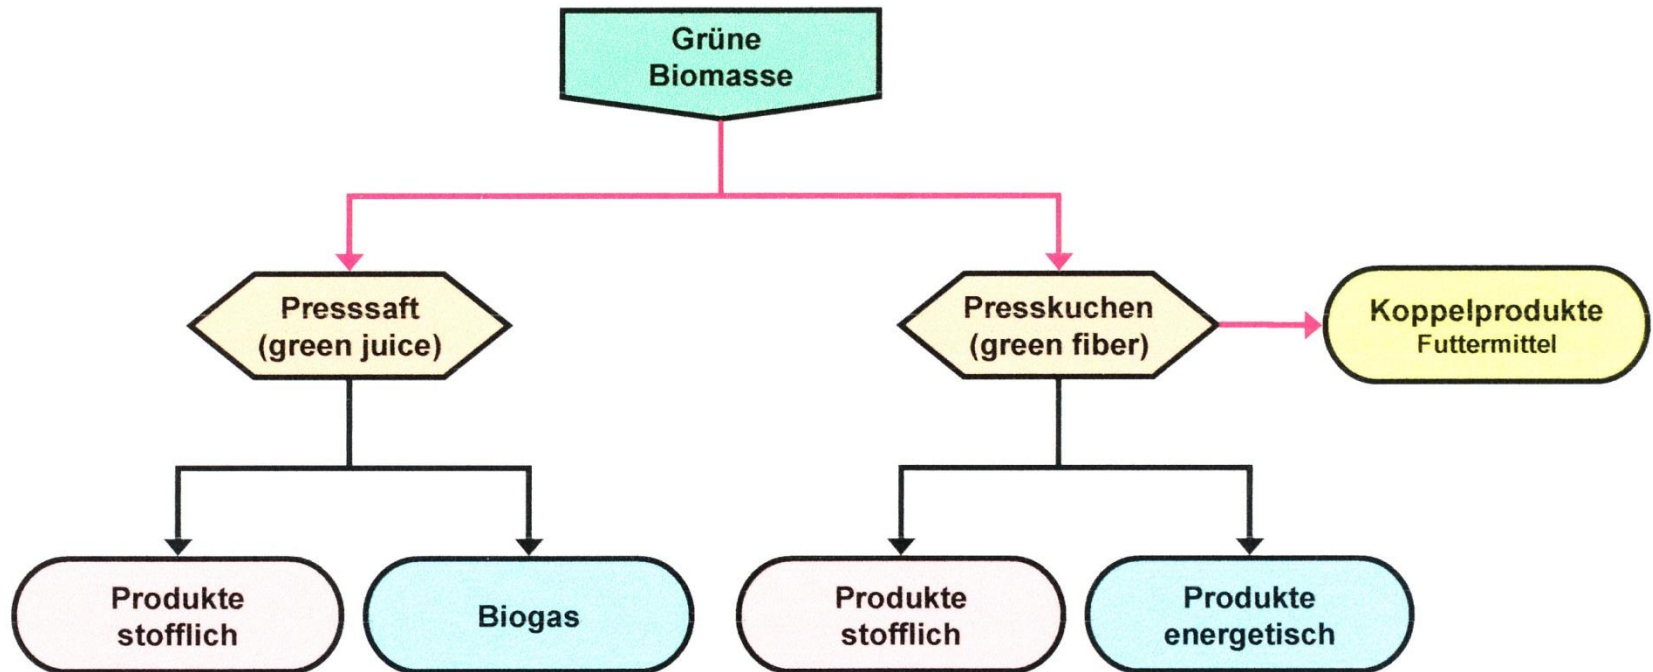 Grüne
Biomasse
Presssaft
(green juice)
Presskuchen
(green fiber)
Koppelprodukte
Futtermittel
Produkte
stofflich
Biogas
Produkte
stofflich
Produkte
energetisch